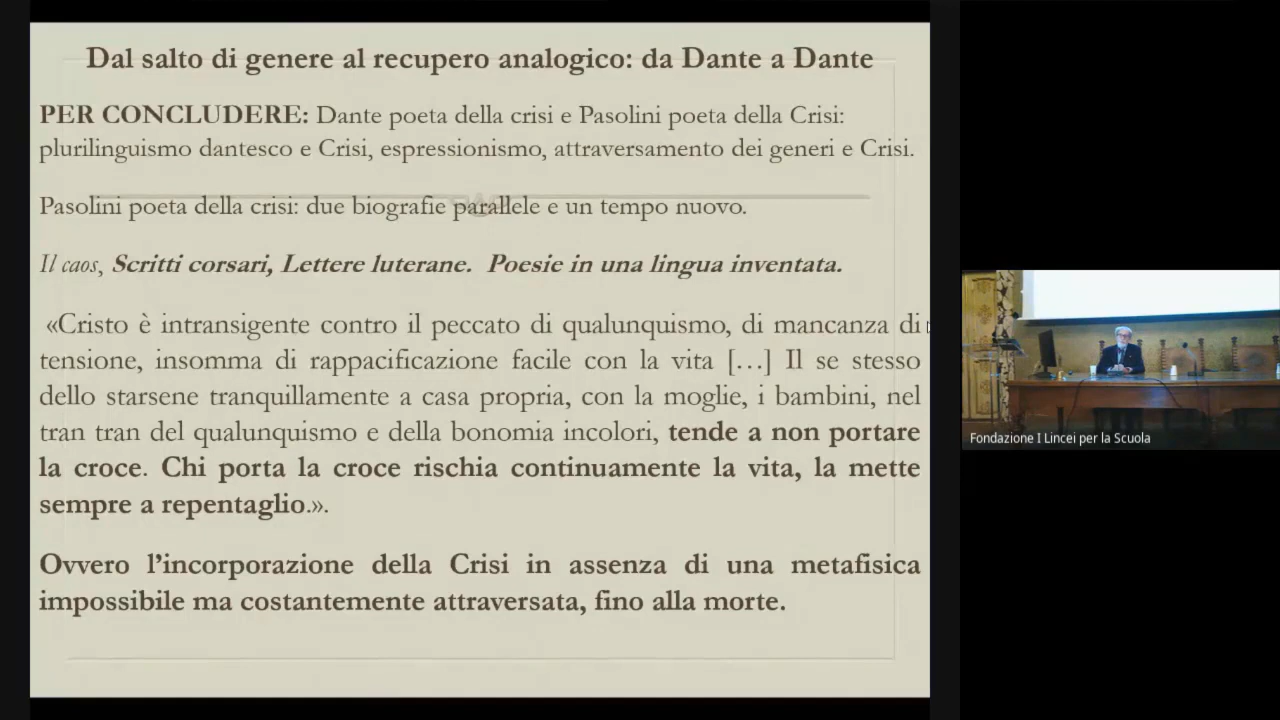 Dal salto di genere al recupero analogico: da Dante a Dante
PER CONCLUDERE: Dante poeta della crisi e Pasolini poeta della Crisi:
plurilinguismo dantesco e Crisi, espressionismo, attraversamento dei generi e Crisi.
Pasolini poeta della crisi: due biografie parallele e un tempo nuovo.
Il caos, Scritti corsari, Lettere luterane. Poesie in una lingua inventata.
«Cristo è intransigente contro il peccato di qualunquismo, di mancanza di
tensione, insomma di rappacificazione facile con la vita […] Il se stesso
dello starsene tranquillamente a casa propria, con la moglie, i bambini, nel
tran tran del qualunquismo e della bonomia incolori, tende a non portare
la croce. Chi porta la croce rischia continuamente la vita, la mette
sempre a repentaglio.».
Ovvero l’incorporazione della Crisi in assenza di una metafisica
impossibile ma costantemente attraversata, fino alla morte.
Fondazione I Lincei per la Scuola